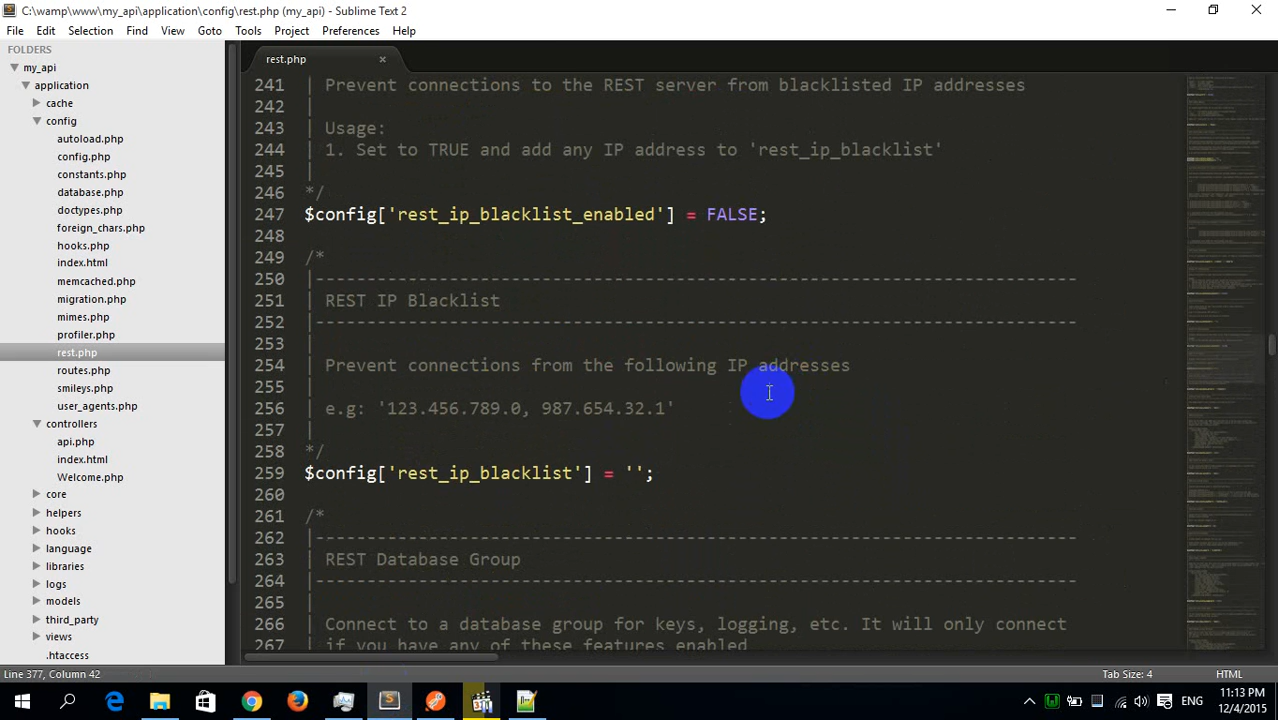 C:\wamp\www\my_api\application\config\rest.php (my_api) - Sublime Text 2
File Edit Selection Find View Goto Tools Project Preferences Help
FOLDERS
my_api
application
cache
config
autoload.php
config.php
constants.php
database.php
doctypes.php
foreign_chars.php
hooks.php
index.html
memcached.php
migration.php
mimes.php
profiler.php
rest.php
routes.php
smileys.php
user_agents.php
controllers
api.php
index.html
Welcome.php
core
helpers
hooks
language
libraries
logs
models
third_party
views
.htaccess
rest.php ×
241 | Prevent connections to the REST server from blacklisted IP addresses
242 |
243 | Usage:
244 | 1. Set to TRUE and add any IP address to 'rest_ip_blacklist'
245 |
246 */
247 $config['rest_ip_blacklist_enabled'] = FALSE;
248
249 /*
250 |--------------------------------------------------------------------------
251 | REST IP Blacklist
252 |--------------------------------------------------------------------------
253 |
254 | Prevent connections from the following IP addresses
255 |
256 | e.g: '123.456.789.0, 987.654.32.1'
257 |
258 */
259 $config['rest_ip_blacklist'] = '';
260
261 /*
262 |--------------------------------------------------------------------------
263 | REST Database Group
264 |--------------------------------------------------------------------------
265 |
266 | Connect to a database group for keys, logging, etc. It will only connect
267 | if you have any of these features enabled
Line 377, Column 42
Tab Size: 4
HTML
ENG
11:13 PM
12/4/2015